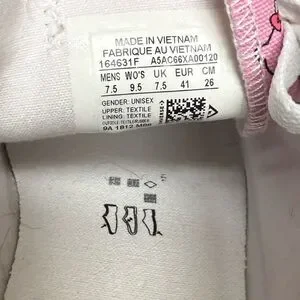 MADE IN VIETNAM
FABRIQUE AU VIETNAM
164631F A5AC66XA00120
MENS WO'S UK EUR CM
7.5 9.5 7.5 41 26
GENDER: UNISEX
UPPER: TEXTILE
LINING: TEXTILE